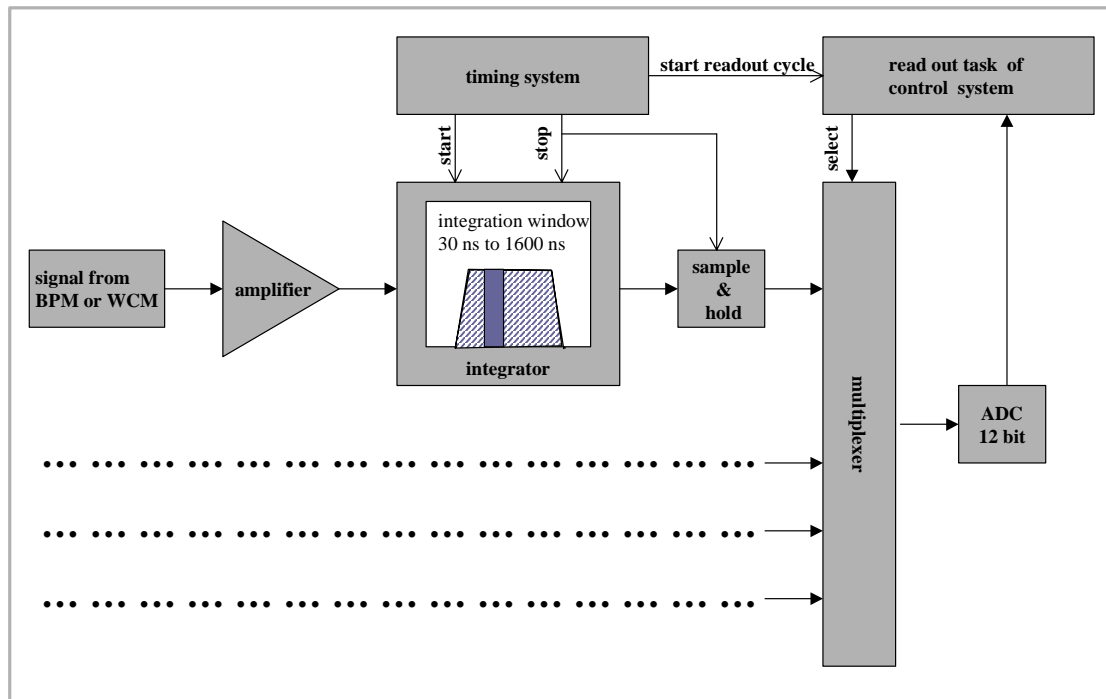 timing system
start readout cycle
read out task of
control system
start
stop
select
integration window
30 ns to 1600 ns
signal from
BPM or WCM
amplifier
integrator
sample
&
hold
multiplexer
ADC
12 bit